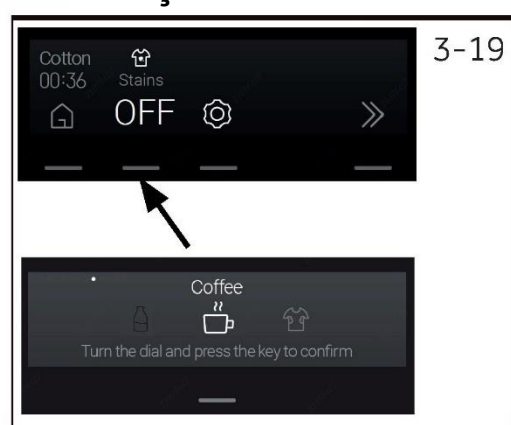 3-19
Cotton
00:36
Stains
OFF
Coffee
Turn the dial and press the key to confirm